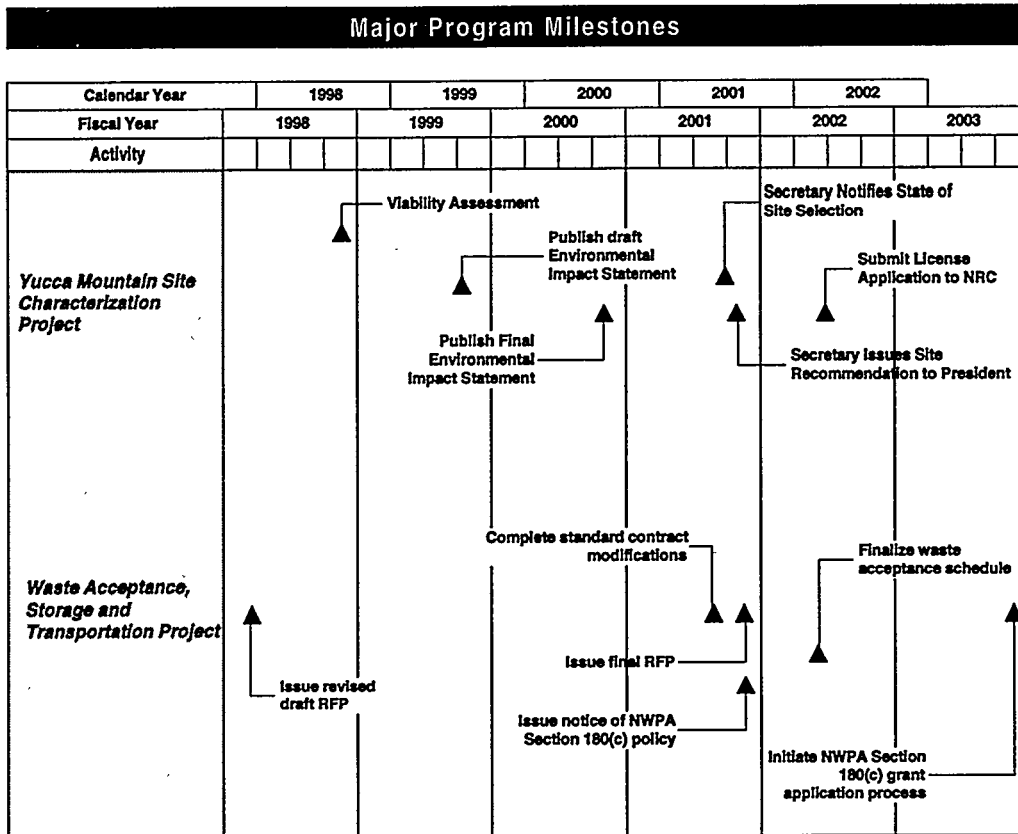 Major Program Milestones
Calendar Year 1998 1999 2000 2001 2002
Fiscal Year 1998 1999 2000 2001 2002 2003
Activity
Yucca Mountain Site
Characterization
Project
Viability Assessment
Publish draft
Environmental
Impact Statement
Publish Final
Environmental
Impact Statement
Secretary Notifies State of
Site Selection
Submit License
Application to NRC
Secretary Issues Site
Recommendation to President
Waste Acceptance,
Storage and
Transportation Project
Issue revised
draft RFP
Complete standard contract
modifications
Issue final RFP
Issue notice of NWPA
Section 180(c) policy
Finalize waste
acceptance schedule
Initiate NWPA Section
180(c) grant
application process